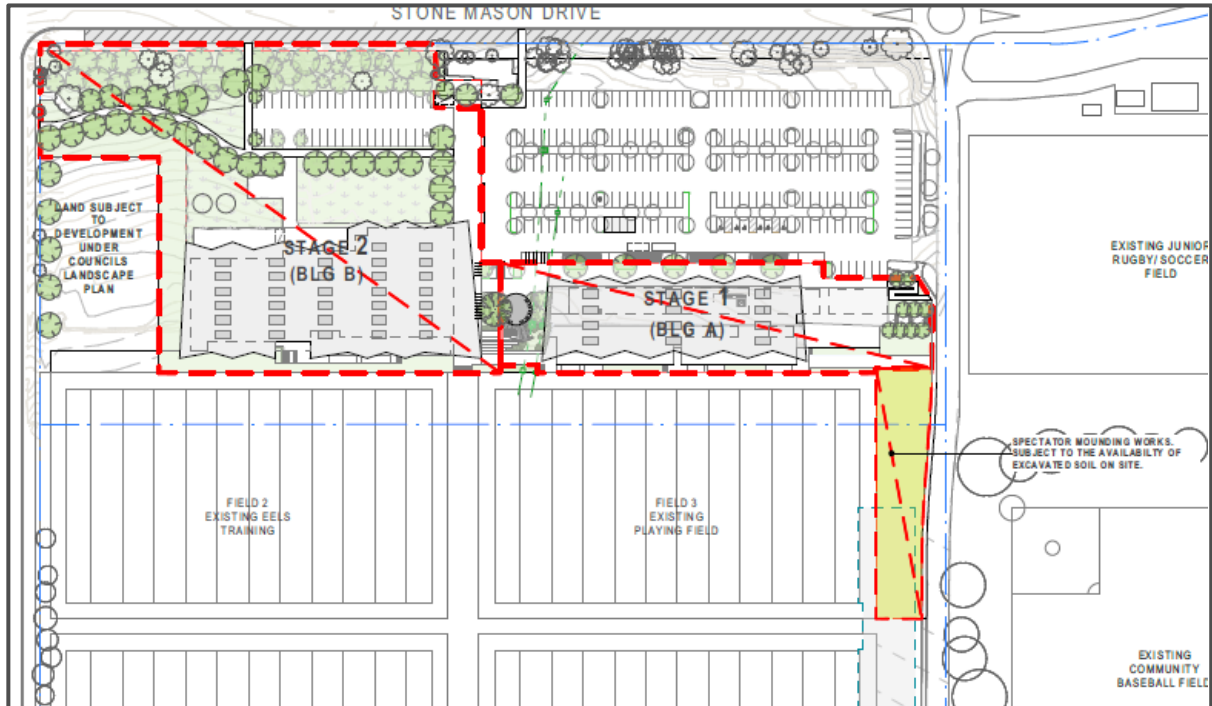 STONE MASON DRIVE
LAND SUBJECT
TO
DEVELOPMENT
UNDER
COUNCILS
LANDSCAPE
PLAN
STAGE 2
(BLG B)
STAGE 1
(BLG A)
EXISTING JUNIOR
RUGBY/SOCCER
FIELD
SPECTATOR MOUNDING WORKS.
SUBJECT TO THE AVAILABILTY OF
EXCAVATED SOIL ON SITE.
FIELD 2
EXISTING EELS
TRAINING
FIELD 3
EXISTING
PLAYING FIELD
EXISTING
COMMUNITY
BASEBALL FIELD